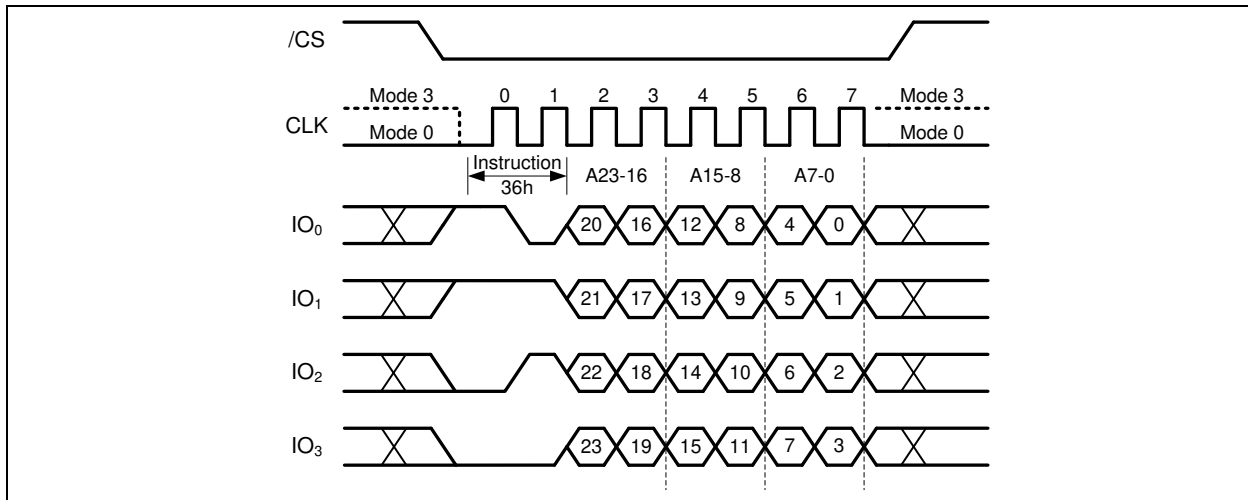 /CS
Mode 3 0 1 2 3 4 5 6 7 Mode 3
CLK
Mode 0 Mode 0
Instruction
36h
A23-16 A15-8 A7-0
IO0 20 16 12 8 4 0
IO1 21 17 13 9 5 1
IO2 22 18 14 10 6 2
IO3 23 19 15 11 7 3